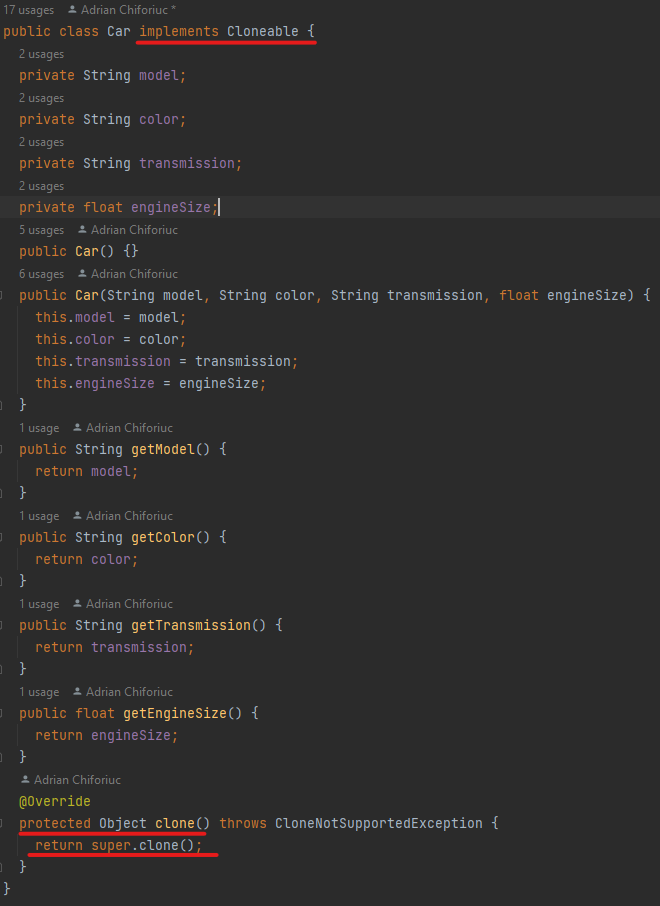 17 usages Adrian Chiforiuc *
public class Car implements Cloneable {
2 usages
private String model;
2 usages
private String color;
2 usages
private String transmission;
2 usages
private float engineSize;
5 usages Adrian Chiforiuc
public Car() {}
6 usages Adrian Chiforiuc
public Car(String model, String color, String transmission, float engineSize) {
this.model = model;
this.color = color;
this.transmission = transmission;
this.engineSize = engineSize;
}
1 usage Adrian Chiforiuc
public String getModel() {
return model;
}
1 usage Adrian Chiforiuc
public String getColor() {
return color;
}
1 usage Adrian Chiforiuc
public String getTransmission() {
return transmission;
}
1 usage Adrian Chiforiuc
public float getEngineSize() {
return engineSize;
}
Adrian Chiforiuc
@Override
protected Object clone() throws CloneNotSupportedException {
return super.clone();
}
}